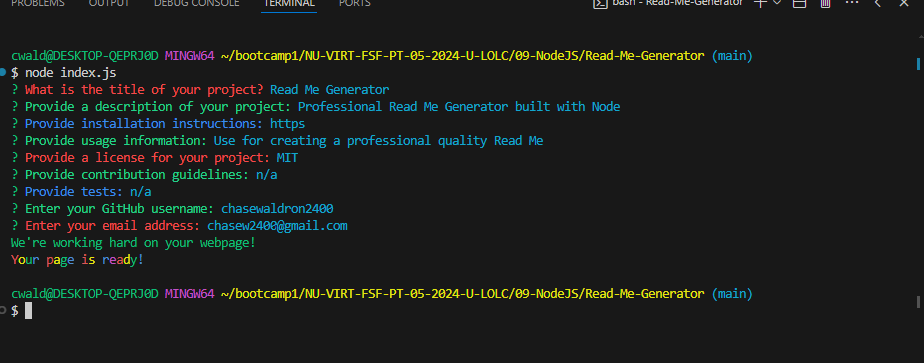 PROBLEMS OUTPUT DEBUG CONSOLE TERMINAL PORTS bash - Read-Me-Generator
cwald@DESKTOP-QEPRJ0D MINGW64 ~/bootcamp1/NU-VIRT-FSF-PT-05-2024-U-LOLC/09-NodeJS/Read-Me-Generator (main)
$ node index.js
? What is the title of your project? Read Me Generator
? Provide a description of your project: Professional Read Me Generator built with Node
? Provide installation instructions: https
? Provide usage information: Use for creating a professional quality Read Me
? Provide a license for your project: MIT
? Provide contribution guidelines: n/a
? Provide tests: n/a
? Enter your GitHub username: chasewaldron2400
? Enter your email address: chasew2400@gmail.com
We're working hard on your webpage!
Your page is ready!
cwald@DESKTOP-QEPRJ0D MINGW64 ~/bootcamp1/NU-VIRT-FSF-PT-05-2024-U-LOLC/09-NodeJS/Read-Me-Generator (main)
$